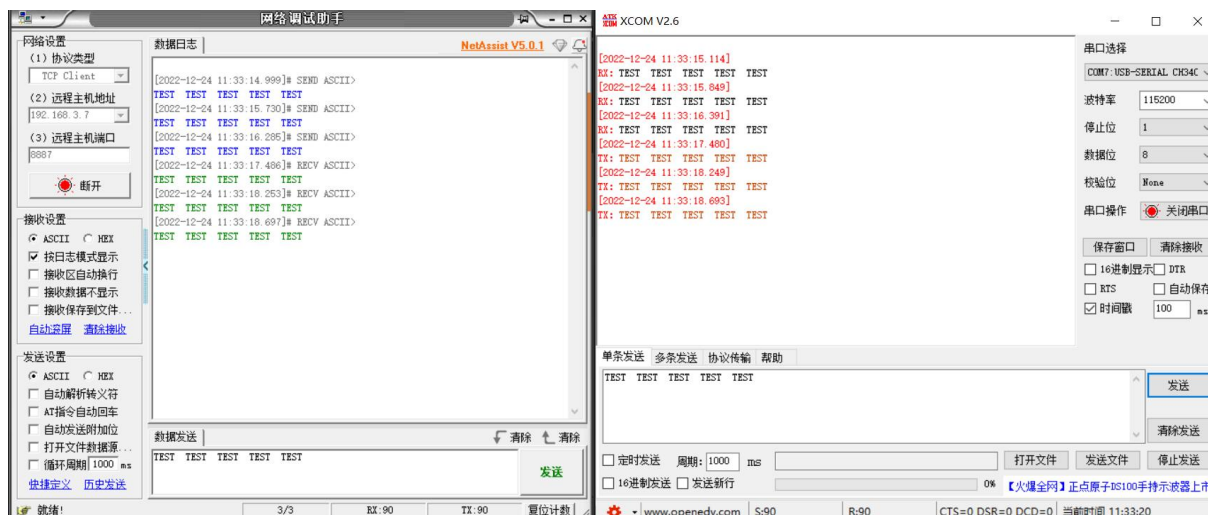 网络调试助手
网络设置
(1) 协议类型
TCP Client
(2) 远程主机地址
192.168.3.7
(3) 远程主机端口
8887
断开
接收设置
ASCII HEX
按日志模式显示
接收区自动换行
接收数据不显示
接收保存到文件...
自动滚屏 清除接收
发送设置
ASCII HEX
自动解析转义符
AT指令自动回车
自动发送附加位
打开文件数据源...
循环周期 1000 ms
快捷定义 历史发送
数据日志 NetAssist V5.0.1
[2022-12-24 11:33:14.999]# SEND ASCII>
TEST TEST TEST TEST TEST
[2022-12-24 11:33:15.730]# SEND ASCII>
TEST TEST TEST TEST TEST
[2022-12-24 11:33:16.285]# SEND ASCII>
TEST TEST TEST TEST TEST
[2022-12-24 11:33:17.486]# RECV ASCII>
TEST TEST TEST TEST TEST
[2022-12-24 11:33:18.253]# RECV ASCII>
TEST TEST TEST TEST TEST
[2022-12-24 11:33:18.697]# RECV ASCII>
TEST TEST TEST TEST TEST
数据发送 清除 清除
TEST TEST TEST TEST TEST
发送
就绪! 3/3 RX:90 TX:90 复位计数
XCOM V2.6
[2022-12-24 11:33:15.114]
RX: TEST TEST TEST TEST TEST
[2022-12-24 11:33:15.849]
RX: TEST TEST TEST TEST TEST
[2022-12-24 11:33:16.391]
RX: TEST TEST TEST TEST TEST
[2022-12-24 11:33:17.480]
TX: TEST TEST TEST TEST TEST
[2022-12-24 11:33:18.249]
TX: TEST TEST TEST TEST TEST
[2022-12-24 11:33:18.693]
TX: TEST TEST TEST TEST TEST
串口选择
COM7:USB-SERIAL CH34C
波特率 115200
停止位 1
数据位 8
校验位 None
串口操作 关闭串口
保存窗口 清除接收
16进制显示 DTR
RTS 自动保存
时间戳 100 ms
单条发送 多条发送 协议传输 帮助
TEST TEST TEST TEST TEST
发送
清除发送
定时发送 周期: 1000 ms 打开文件 发送文件 停止发送
16进制发送 发送新行 0% 【火爆全网】正点原子DS100手持示波器上市
www.openedv.com S:90 R:90 CTS=0 DSR=0 DCD=0 当前时间 11:33:20